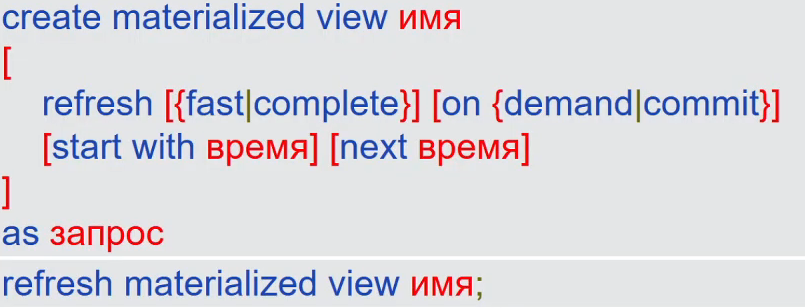 create materialized view имя
[
refresh [{fast|complete}] [on {demand|commit}]
[start with время] [next время]
]
as запрос
refresh materialized view имя;